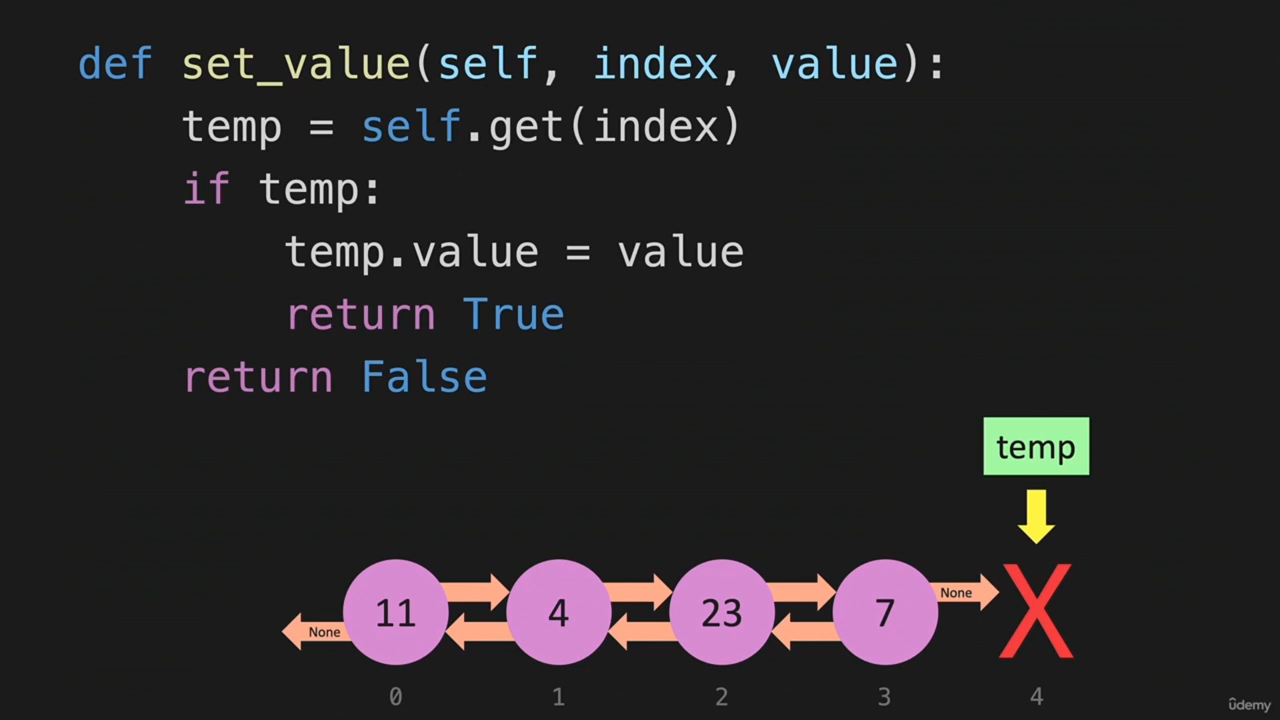 def set_value(self, index, value):
    temp = self.get(index)
    if temp:
        temp.value = value
        return True
    return False
temp
None
11
4
23
7
None
0
1
2
3
4
X
ûdemy